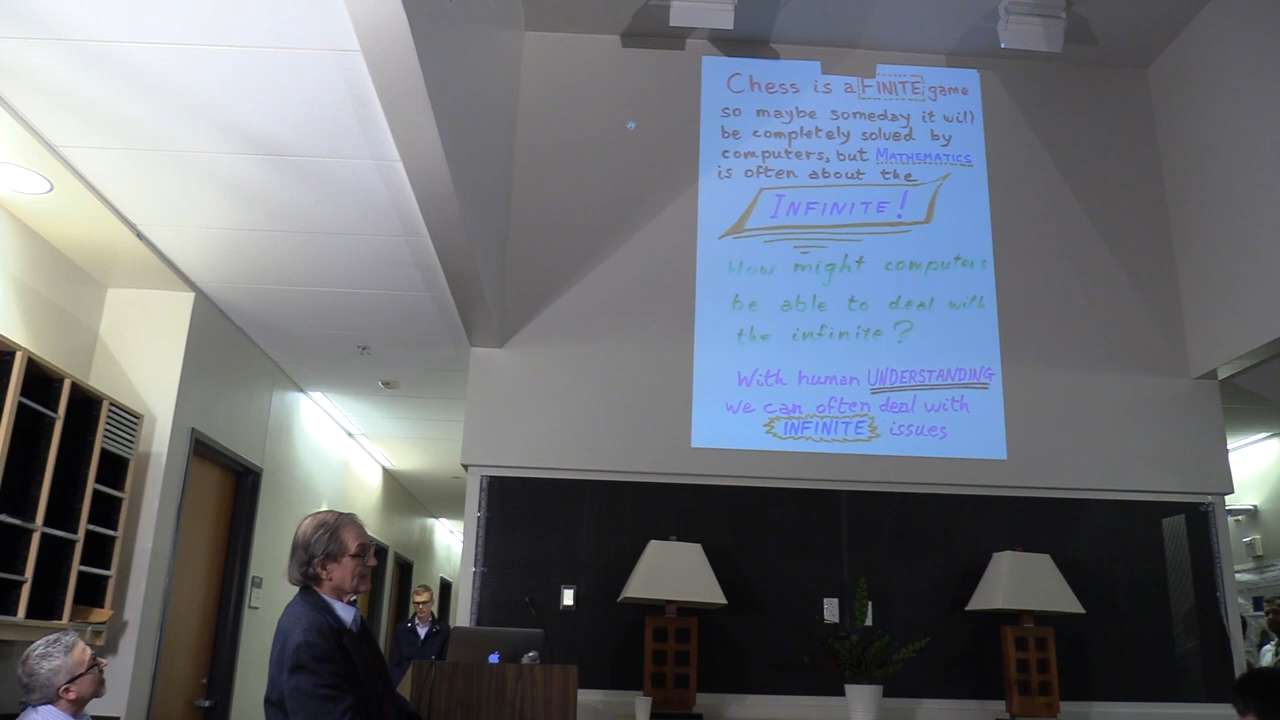 Chess is a FINITE game
so maybe someday it will
be completely solved by
computers, but MATHEMATICS
is often about the
INFINITE!
How might computers
be able to deal with
the infinite?
With human UNDERSTANDING
we can often deal with
INFINITE issues